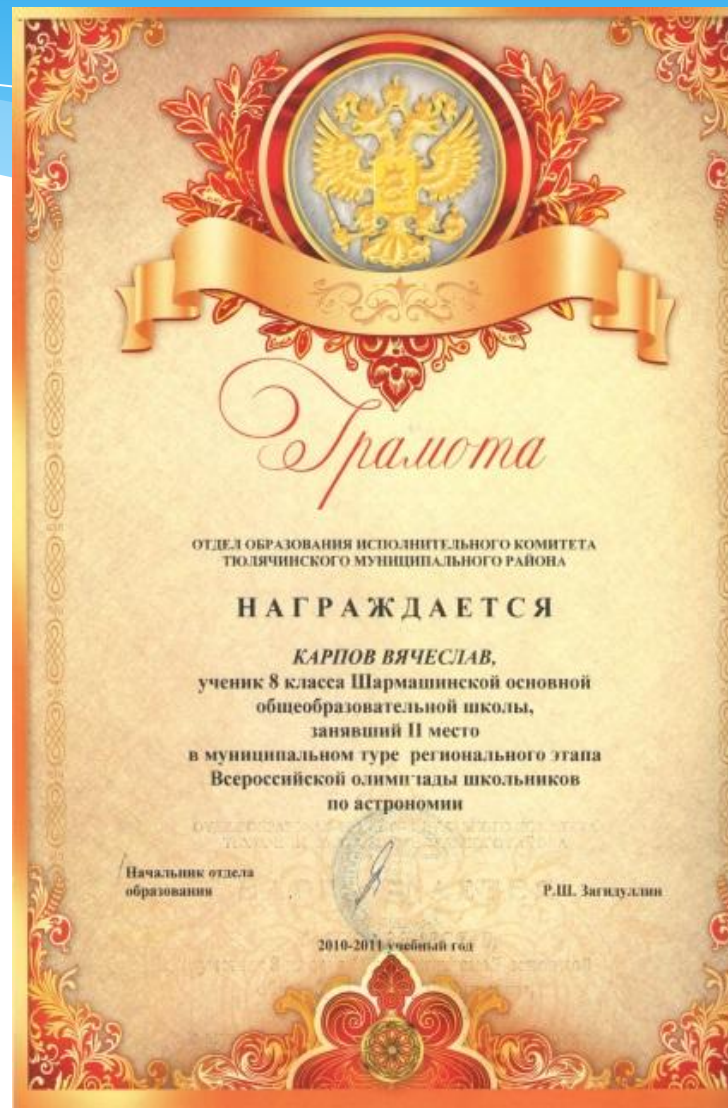 Грамота
ОТДЕЛ ОБРАЗОВАНИЯ ИСПОЛНИТЕЛЬНОГО КОМИТЕТА
ТЮЛЯЧИНСКОГО МУНИЦИПАЛЬНОГО РАЙОНА
НАГРАЖДАЕТСЯ
КАРПОВ ВЯЧЕСЛАВ,
ученик 8 класса Шармашинской основной
общеобразовательной школы,
занявший II место
в муниципальном туре регионального этапа
Всероссийской олимпиады школьников
по астрономии
Начальник отдела
образования
Р.Ш. Загидуллин
2010-2011 учебный год